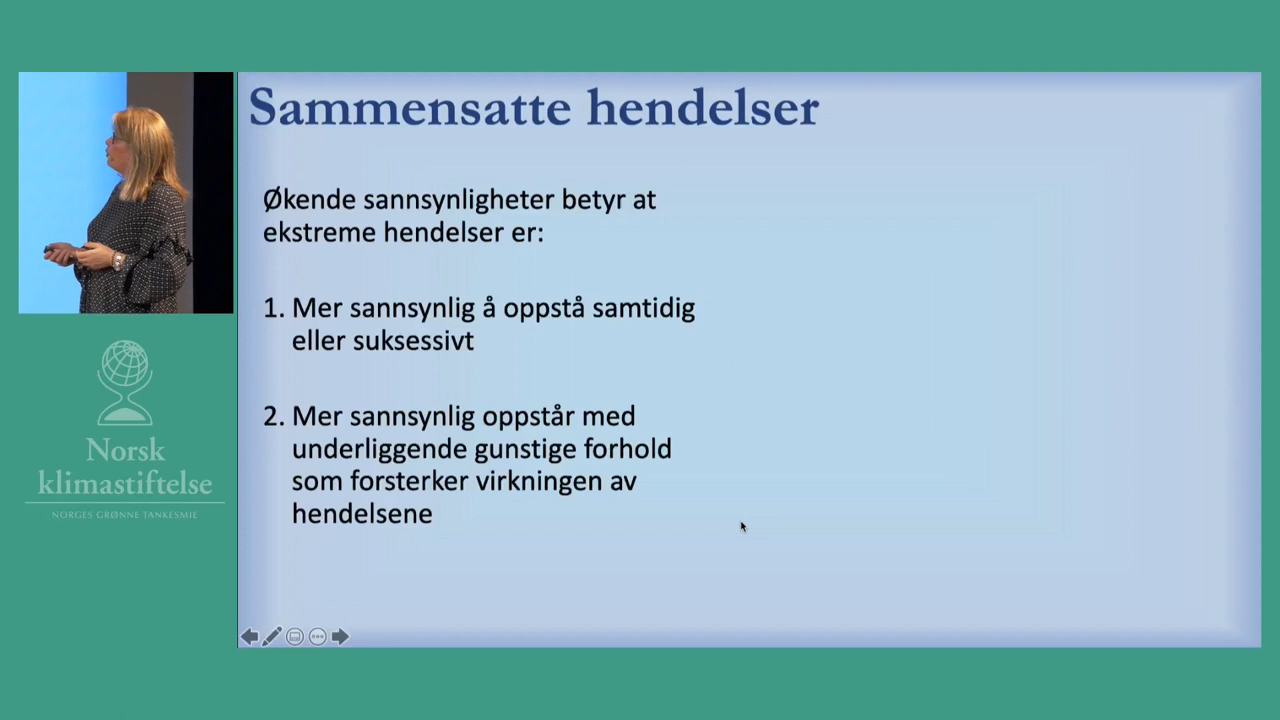 Sammensatte hendelser
Økende sannsynligheter betyr at
ekstreme hendelser er:
1. Mer sannsynlig å oppstå samtidig
eller suksessivt
2. Mer sannsynlig oppstår med
underliggende gunstige forhold
som forsterker virkningen av
hendelsene
Norsk
klimastiftelse
NORGES GRØNNE TANKESMIE